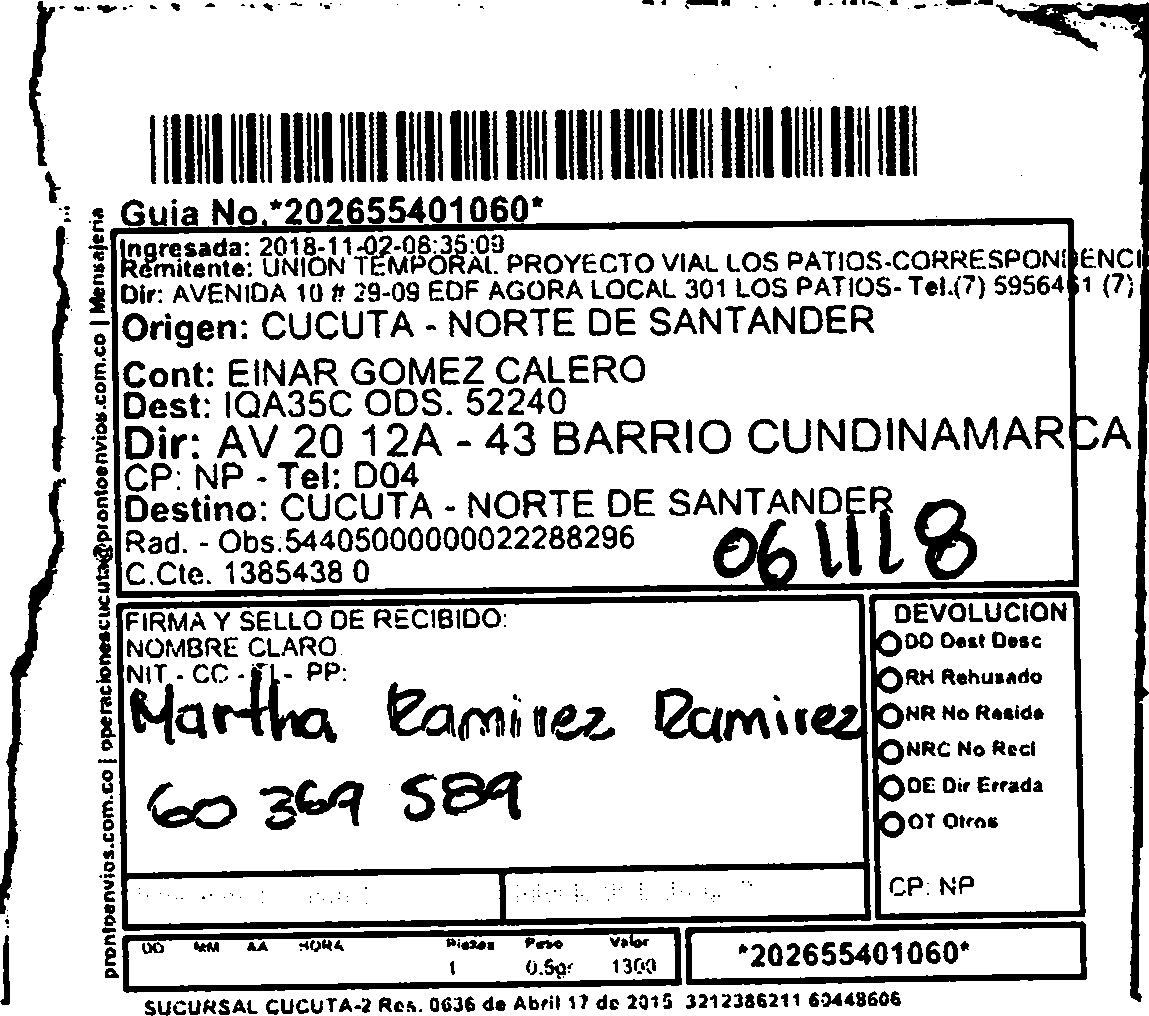 Guia No.*202655401060*
Ingresada: 2018-11-02-08:35:09
Remitente: UNION TEMPORAL PROYECTO VIAL LOS PATIOS-CORRESPONDENCI
Dir: AVENIDA 10 # 29-09 EDF AGORA LOCAL 301 LOS PATIOS- Tel.(7) 5956461 (7)
Origen: CUCUTA - NORTE DE SANTANDER
Cont: EINAR GOMEZ CALERO
Dest: IQA35C ODS. 52240
Dir: AV 20 12A - 43 BARRIO CUNDINAMARCA
CP: NP - Tel: D04
Destino: CUCUTA - NORTE DE SANTANDER
Rad. - Obs.54405000000022288296
C.Cte. 1385438 0
061118
FIRMA Y SELLO DE RECIBIDO:
NOMBRE CLARO
NIT - CC - TI - PP:
Martha Ramirez Ramirez
60 369 589
DEVOLUCION
DD Dest Desc
RH Rehusado
NR No Reside
NRC No Recl
DE Dir Errada
OT Otros
CP: NP
DD MM AA HORA Piezas Peso Valor
1 0.5gr 1300
*202655401060*
SUCURSAL CUCUTA-2 Res. 0636 de Abril 17 de 2015 3212386211 60448606
prontoenvios.com.co | operacionescucuta@prontoenvios.com.co | Mensajeria